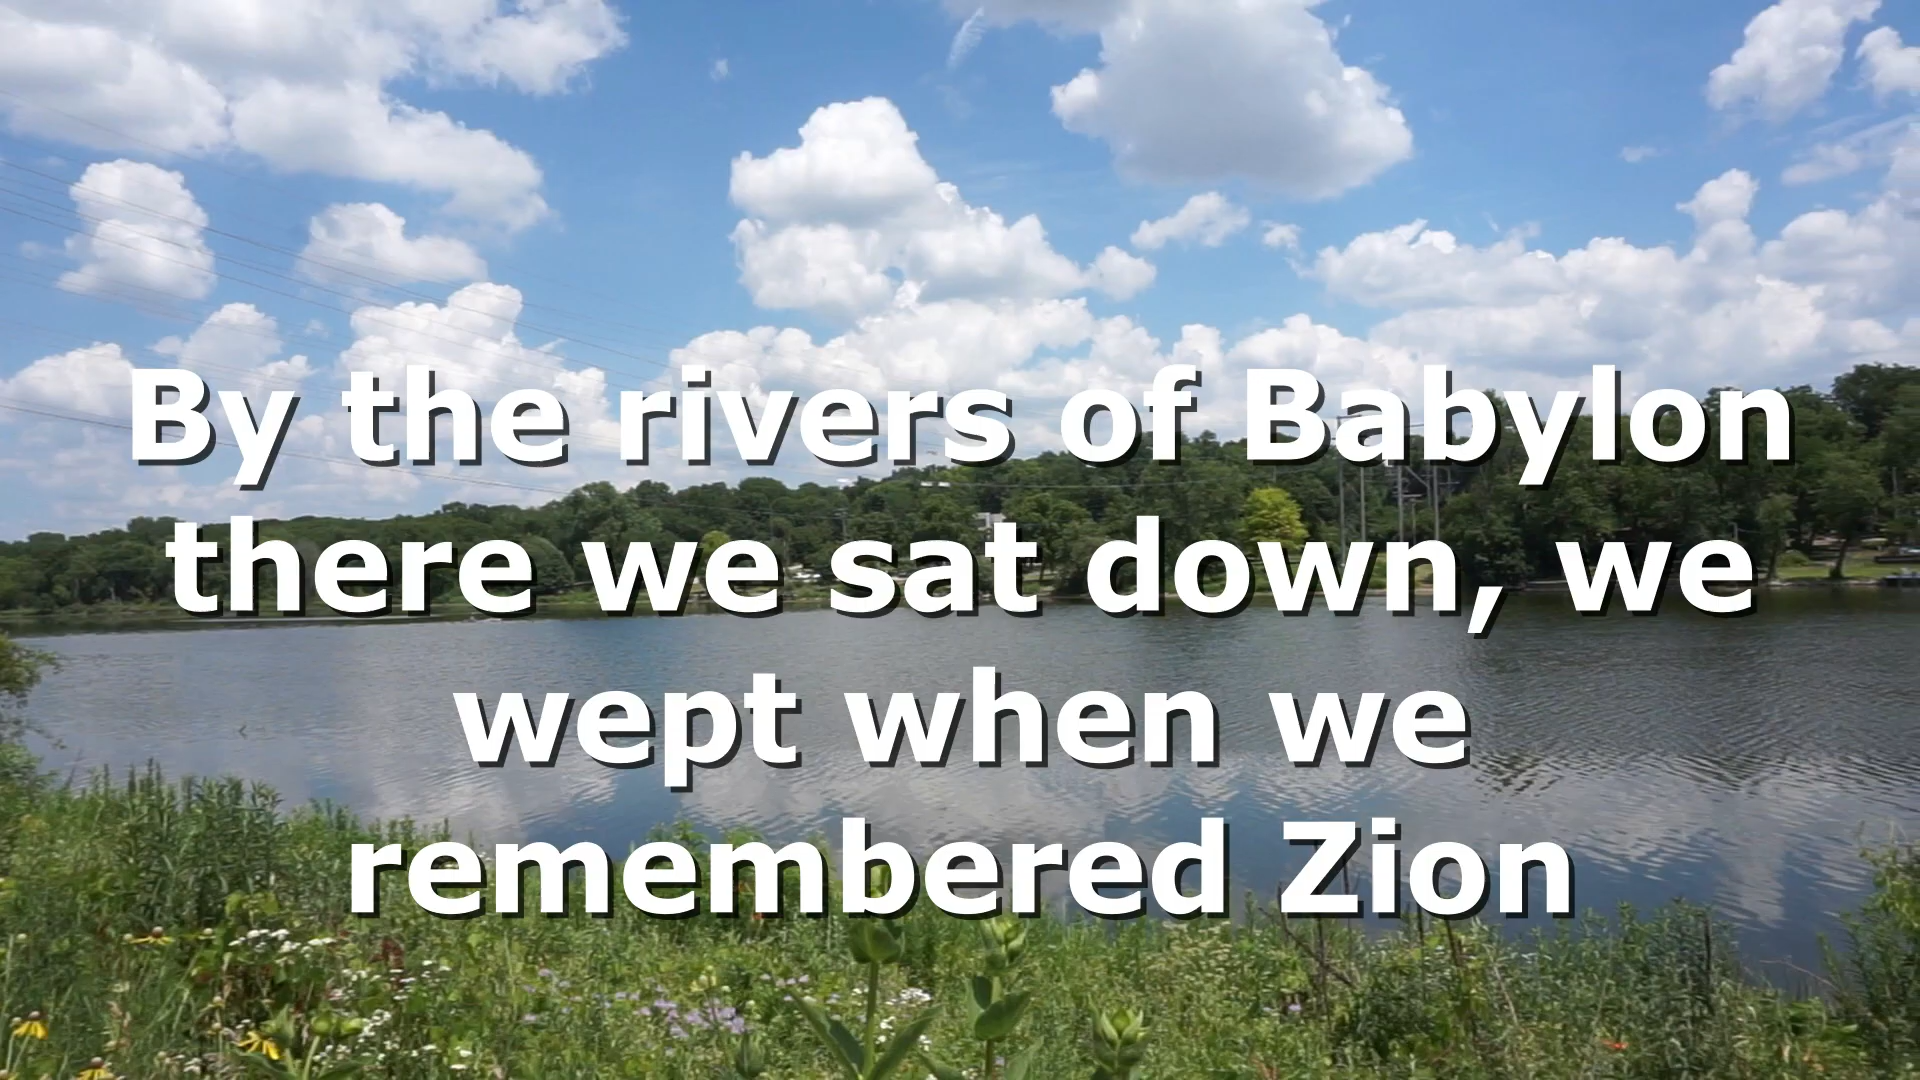 By the rivers of Babylon
there we sat down, we
wept when we
remembered Zion